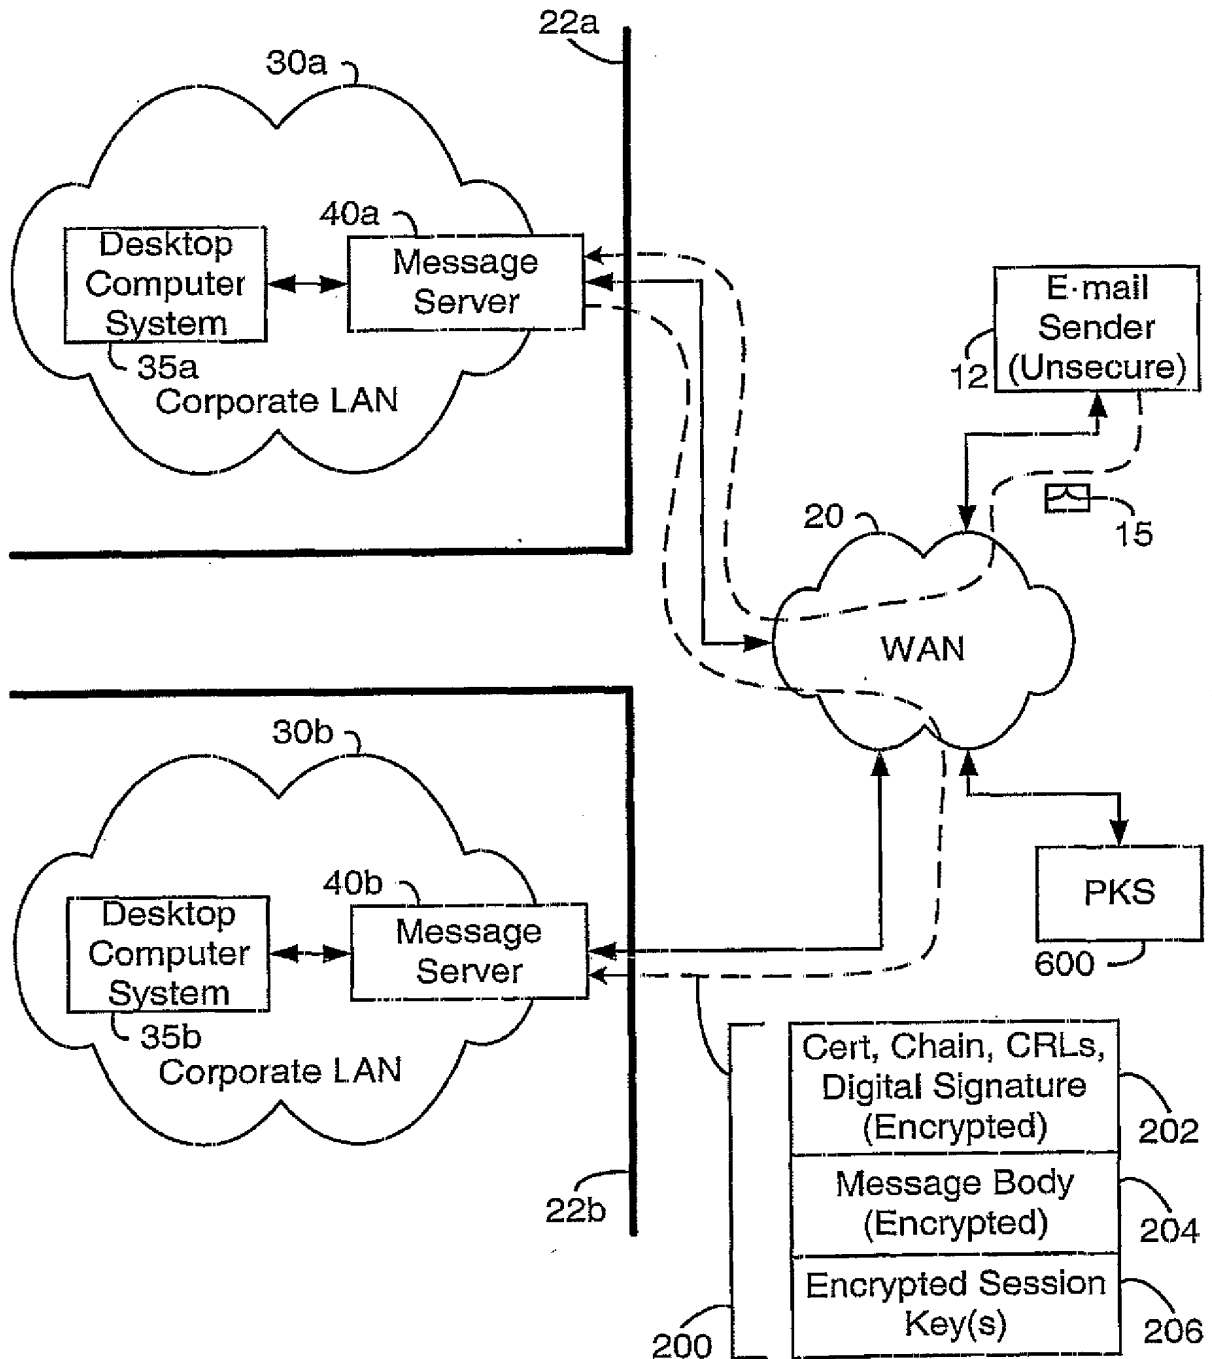 22a
30a
40a
Desktop
Computer
System
Message
Server
35a
Corporate LAN
E-mail
Sender
(Unsecure)
12
15
20
WAN
30b
40b
Desktop
Computer
System
Message
Server
35b
Corporate LAN
22b
PKS
600
Cert, Chain, CRLs,
Digital Signature
(Encrypted)
202
Message Body
(Encrypted)
204
Encrypted Session
Key(s)
206
200